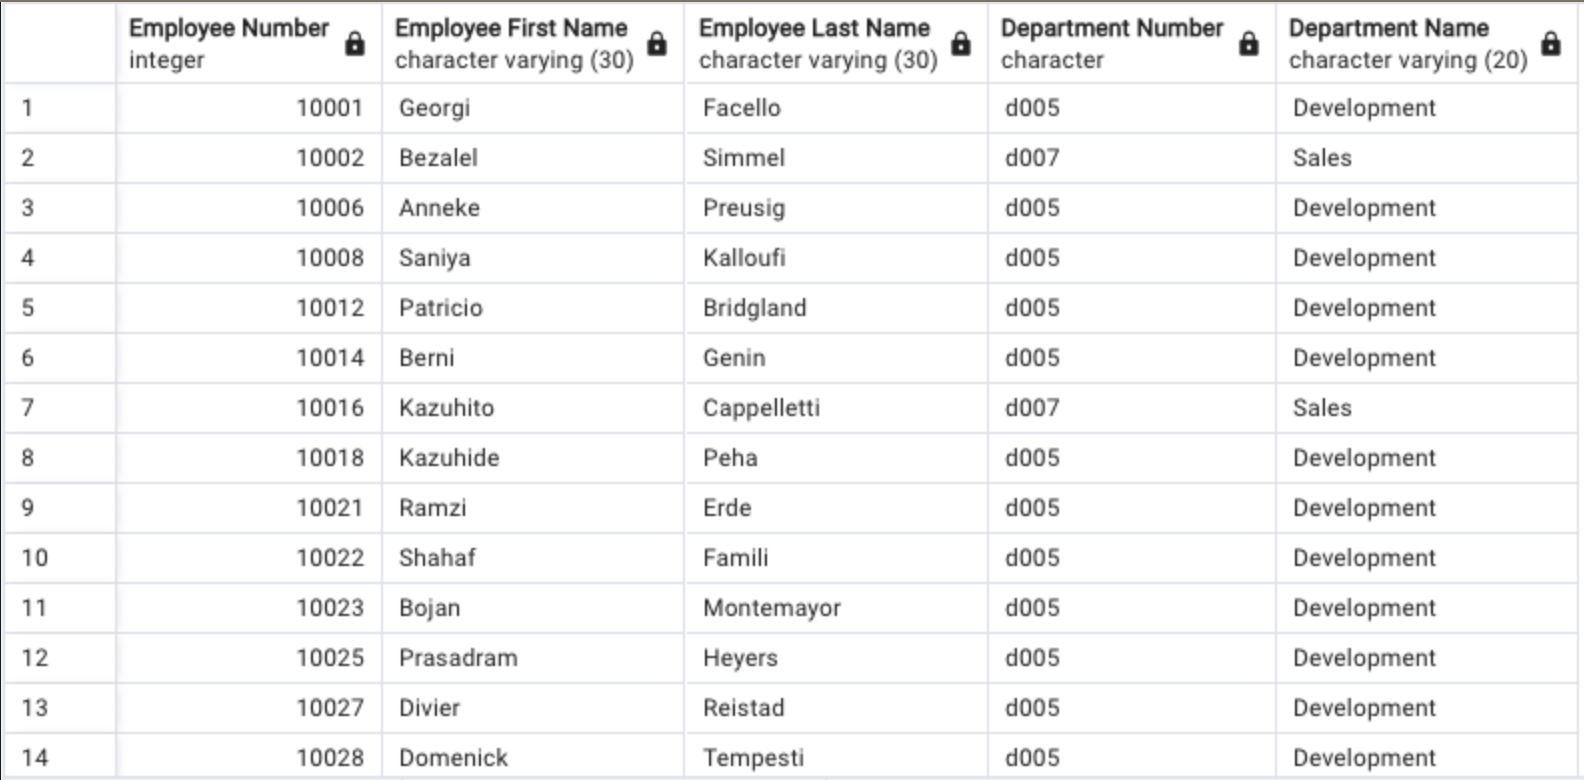 Employee Number Employee First Name Employee Last Name Department Number Department Name
integer character varying (30) character varying (30) character character varying (20)
1 10001 Georgi Facello d005 Development
2 10002 Bezalel Simmel d007 Sales
3 10006 Anneke Preusig d005 Development
4 10008 Saniya Kalloufi d005 Development
5 10012 Patricio Bridgland d005 Development
6 10014 Berni Genin d005 Development
7 10016 Kazuhito Cappelletti d007 Sales
8 10018 Kazuhide Peha d005 Development
9 10021 Ramzi Erde d005 Development
10 10022 Shahaf Famili d005 Development
11 10023 Bojan Montemayor d005 Development
12 10025 Prasadram Heyers d005 Development
13 10027 Divier Reistad d005 Development
14 10028 Domenick Tempesti d005 Development